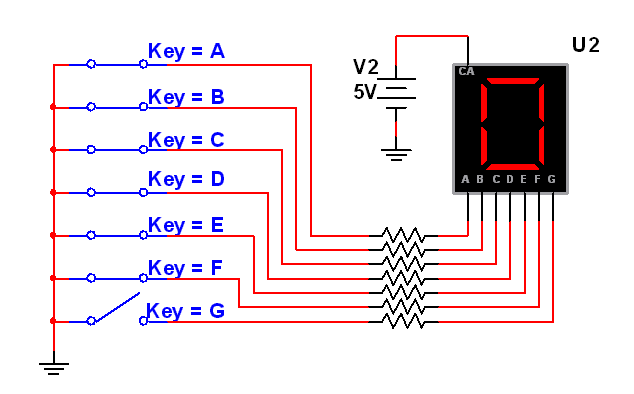 Key = A
Key = B
Key = C
Key = D
Key = E
Key = F
Key = G
V2
5V
U2
CA
A B C D E F G